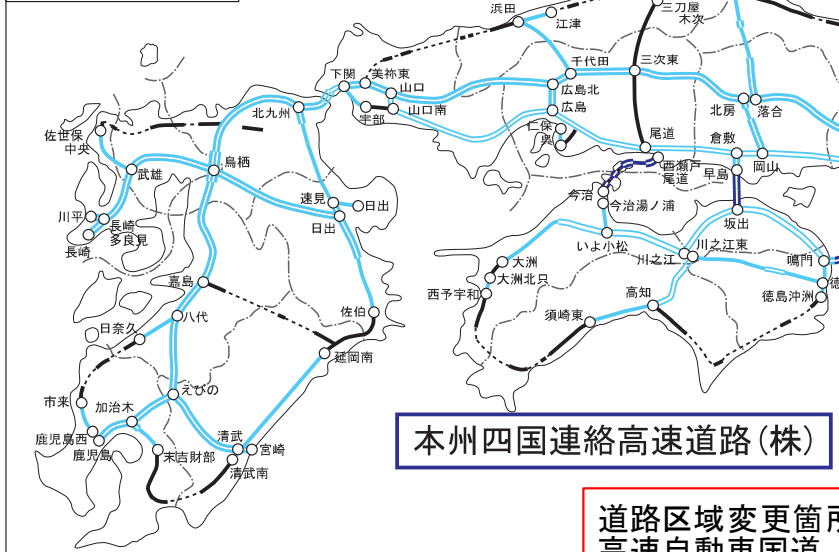 浜田
江津
三刀屋
木次
千代田
三次東
下関
美祢東
山口
広島北
広島
北房
落合
北九州
宇部
山口南
仁保
奥
尾道
倉敷
佐世保
中央
鳥栖
武雄
西瀬戸
尾道
早島
岡山
今治
今治湯ノ浦
坂出
速見
日出
日出
川平
長崎
多良見
長崎
いよ小松
川之江東
川之江
大洲
大洲北只
西予宇和
鳴門
徳
徳島沖洲
嘉島
高知
須崎東
佐伯
日奈久
八代
延岡南
えびの
市来
加治木
鹿児島西
鹿児島
清武
宮崎
末吉財部
清武南
本州四国連絡高速道路(株)
道路区域変更箇所
高速自動車国道